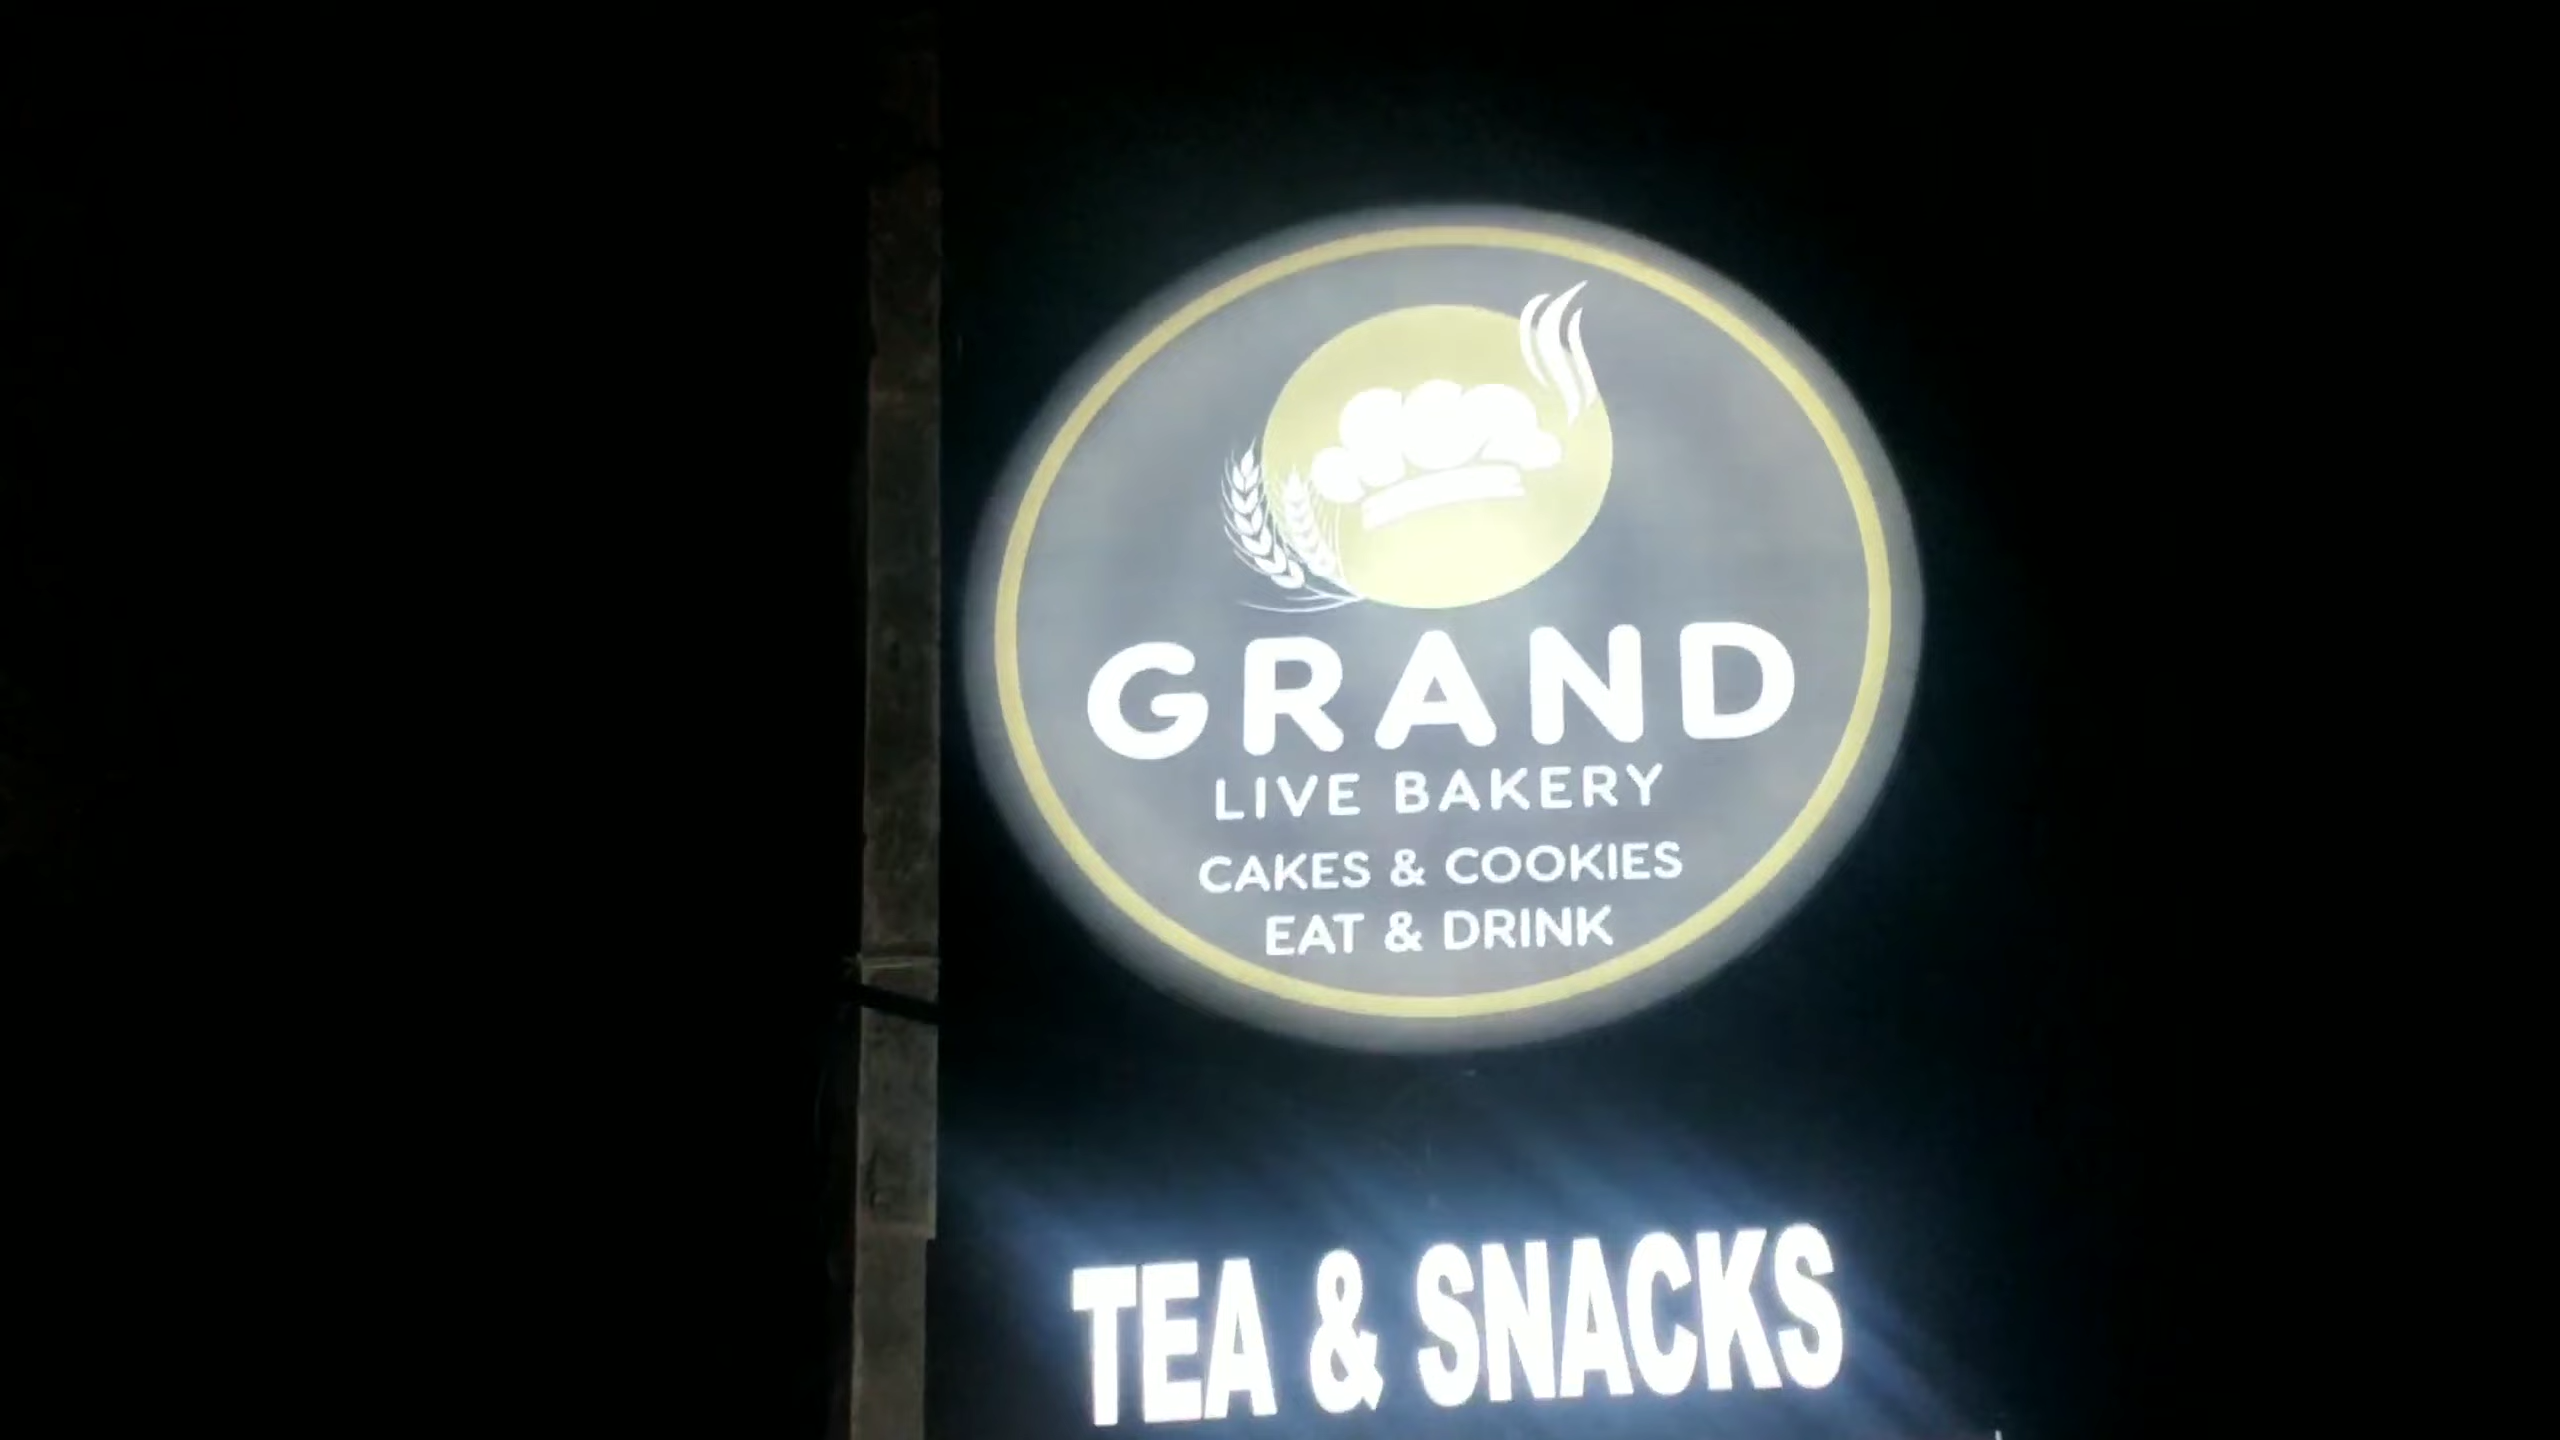 GRAND
LIVE BAKERY
CAKES & COOKIES
EAT & DRINK
TEA & SNACKS